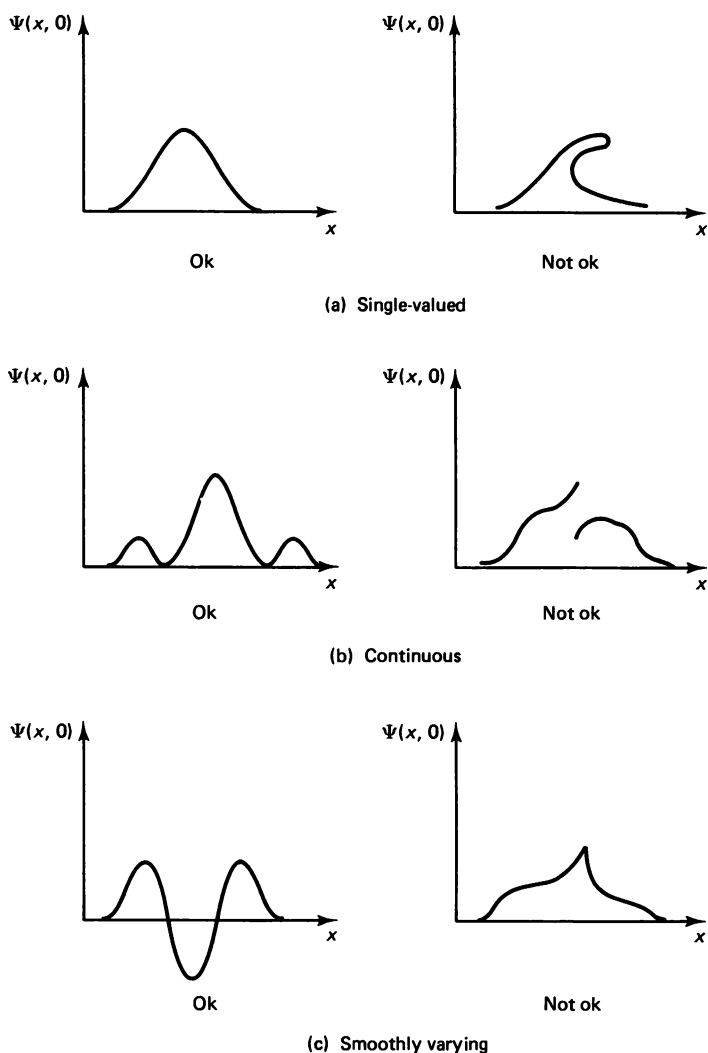 Ψ(x, 0) Ψ(x, 0)
x x
Ok Not ok
(a) Single-valued
Ψ(x, 0) Ψ(x, 0)
x x
Ok Not ok
(b) Continuous
Ψ(x, 0) Ψ(x, 0)
x x
Ok Not ok
(c) Smoothly varying